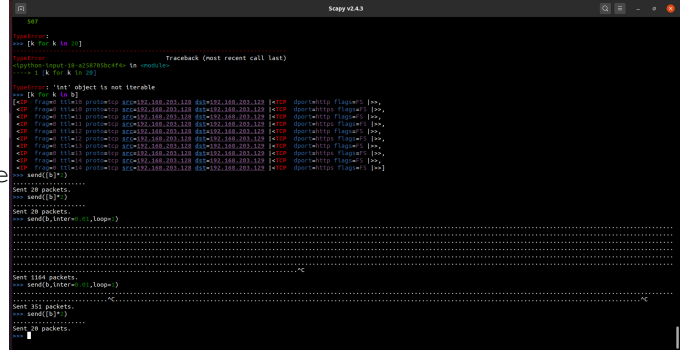 Scapy v2.4.3
507
TypeError:
>>> [k for k in 20]
TypeError                                 Traceback (most recent call last)
<ipython-input-18-a258705bc4f4> in <module>
----> 1 [k for k in 20]
TypeError: 'int' object is not iterable
>>> [k for k in b]
[<IP  frag=0 ttl=10 proto=tcp src=192.168.203.128 dst=192.168.203.129 |<TCP  dport=http flags=FS |>>,
 <IP  frag=0 ttl=10 proto=tcp src=192.168.203.128 dst=192.168.203.129 |<TCP  dport=https flags=FS |>>,
 <IP  frag=0 ttl=11 proto=tcp src=192.168.203.128 dst=192.168.203.129 |<TCP  dport=http flags=FS |>>,
 <IP  frag=0 ttl=11 proto=tcp src=192.168.203.128 dst=192.168.203.129 |<TCP  dport=https flags=FS |>>,
 <IP  frag=0 ttl=12 proto=tcp src=192.168.203.128 dst=192.168.203.129 |<TCP  dport=http flags=FS |>>,
 <IP  frag=0 ttl=12 proto=tcp src=192.168.203.128 dst=192.168.203.129 |<TCP  dport=https flags=FS |>>,
 <IP  frag=0 ttl=13 proto=tcp src=192.168.203.128 dst=192.168.203.129 |<TCP  dport=http flags=FS |>>,
 <IP  frag=0 ttl=13 proto=tcp src=192.168.203.128 dst=192.168.203.129 |<TCP  dport=https flags=FS |>>,
 <IP  frag=0 ttl=14 proto=tcp src=192.168.203.128 dst=192.168.203.129 |<TCP  dport=http flags=FS |>>,
 <IP  frag=0 ttl=14 proto=tcp src=192.168.203.128 dst=192.168.203.129 |<TCP  dport=https flags=FS |>>]
e
>>> send([b]*2)
....................
Sent 20 packets.
>>> send([b]*2)
....................
Sent 20 packets.
>>> send(b,inter=0.01,loop=1)
^C
Sent 1164 packets.
>>> send(b,inter=0.01,loop=1)
^C ^C
Sent 351 packets.
>>> send([b]*2)
....................
Sent 20 packets.
>>>